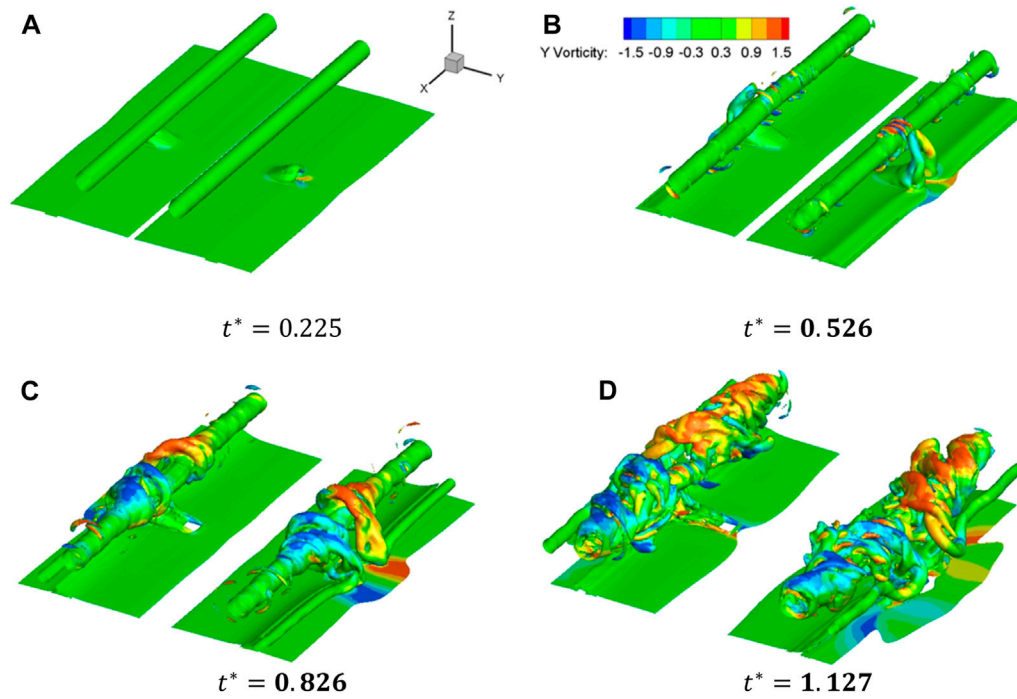 A
Z
Y
X
B
Y Vorticity: -1.5 -0.9 -0.3 0.3 0.9 1.5
t* = 0.225
t* = 0.526
C
D
t* = 0.826
t* = 1.127